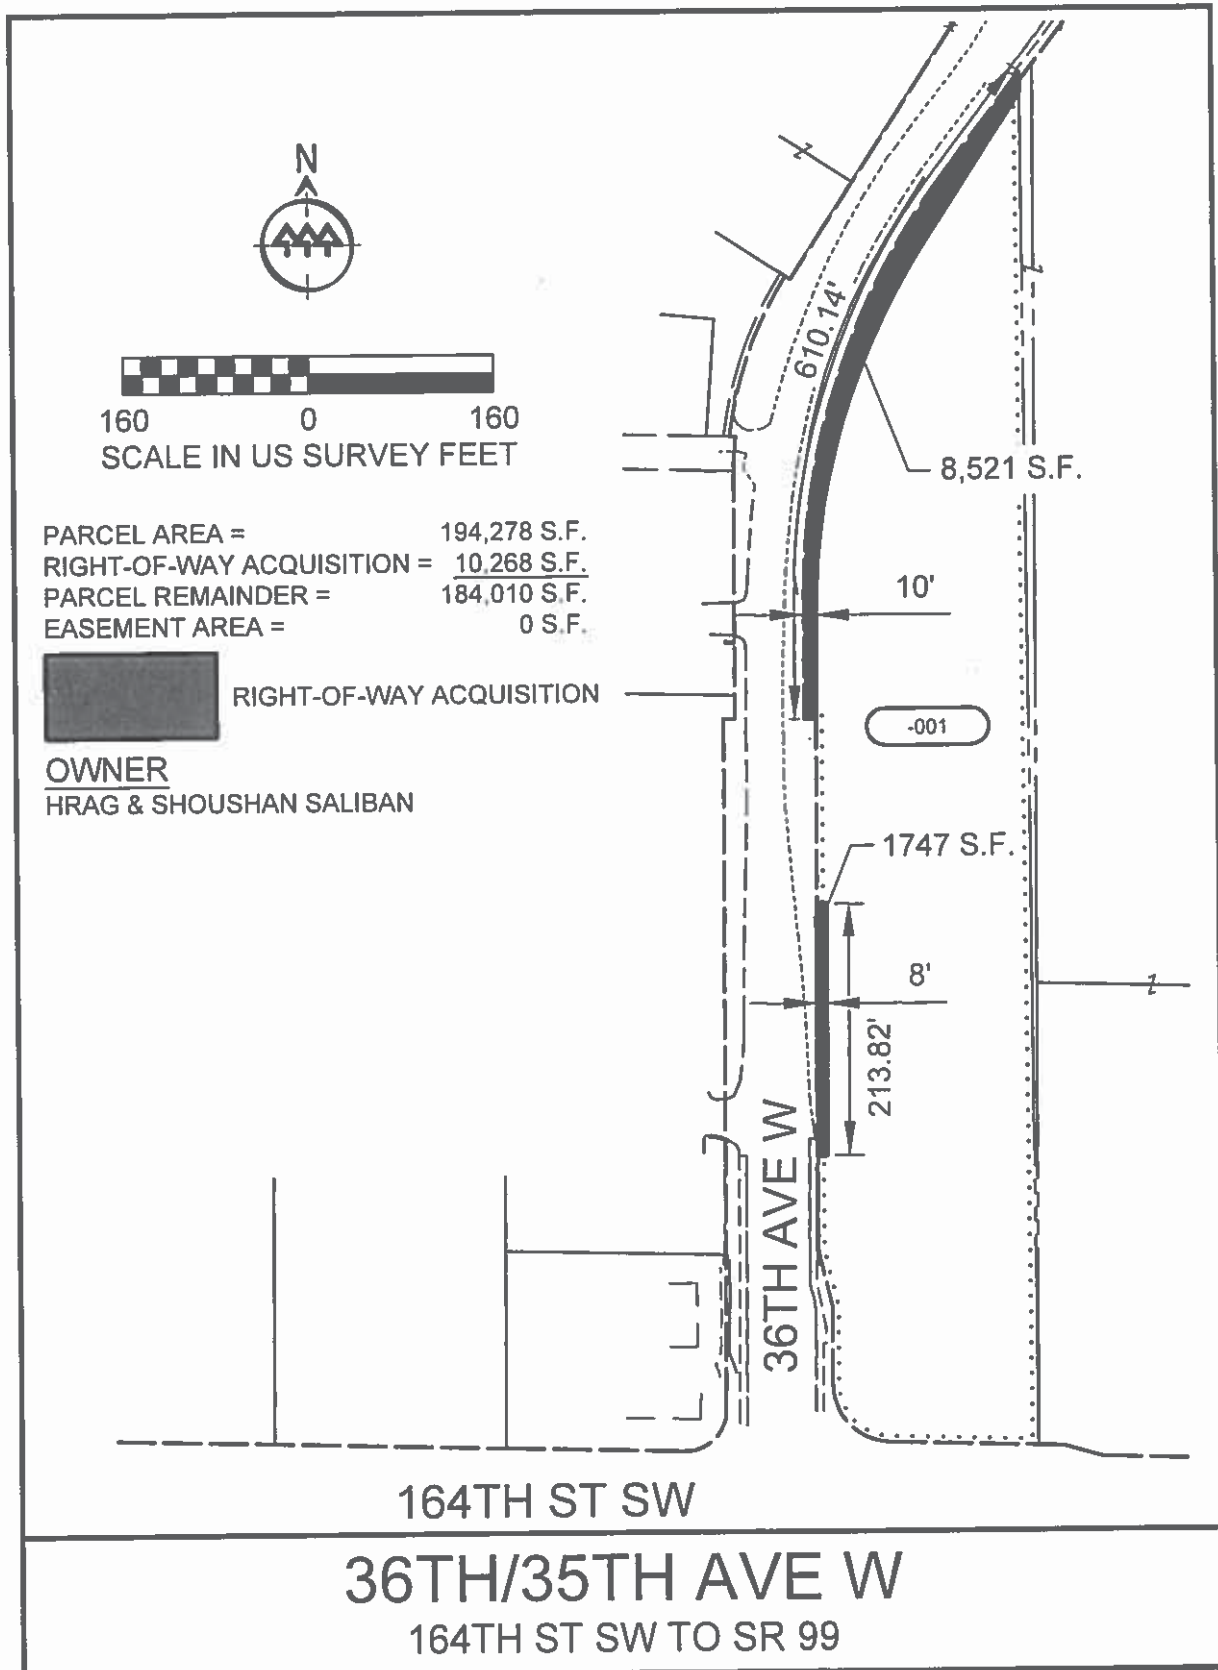 N
160 0 160
SCALE IN US SURVEY FEET
PARCEL AREA = 194,278 S.F.
RIGHT-OF-WAY ACQUISITION = 10,268 S.F.
PARCEL REMAINDER = 184,010 S.F.
EASEMENT AREA = 0 S.F.
RIGHT-OF-WAY ACQUISITION
OWNER
HRAG & SHOUSHAN SALIBAN
610.14'
8,521 S.F.
10'
-001
1747 S.F.
8'
213.82'
36TH AVE W
164TH ST SW
36TH/35TH AVE W
164TH ST SW TO SR 99